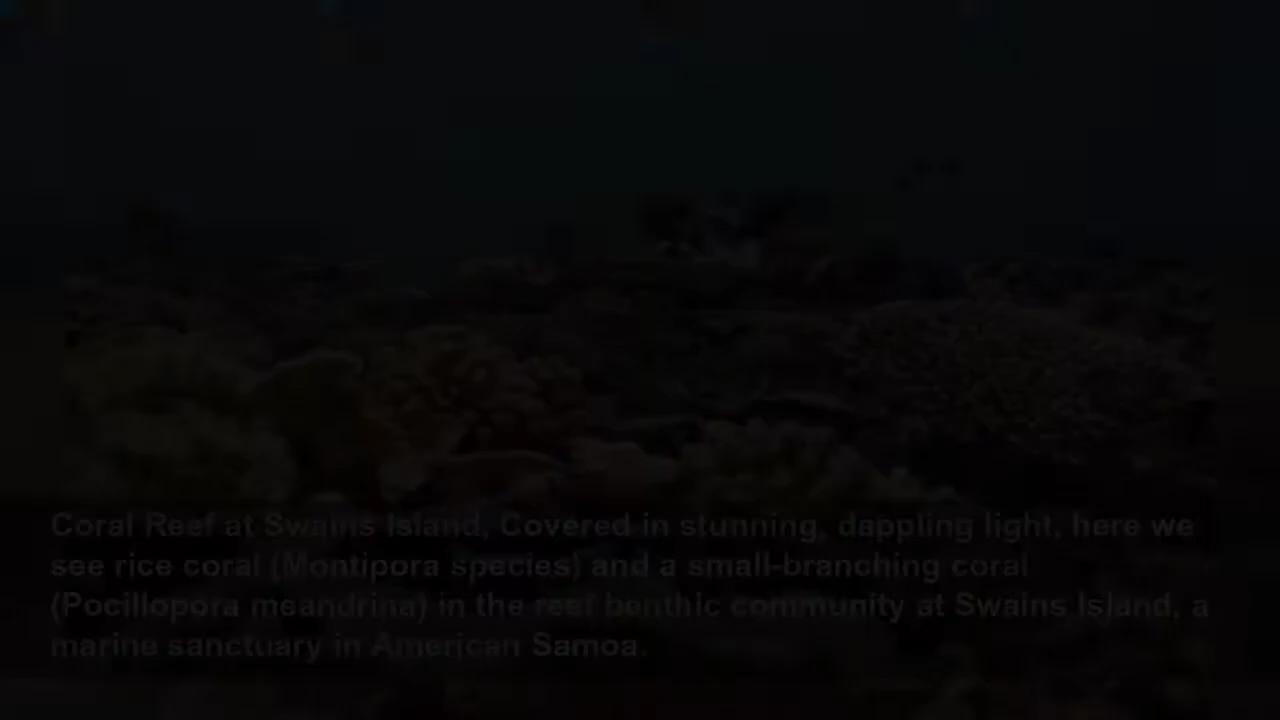 Coral Reef at Swains Island, Covered in stunning, dappling light, here we
see rice coral (Montipora species) and a small-branching coral
(Pocillopora meandrina) in the reef benthic community at Swains Island, a
marine sanctuary in American Samoa.